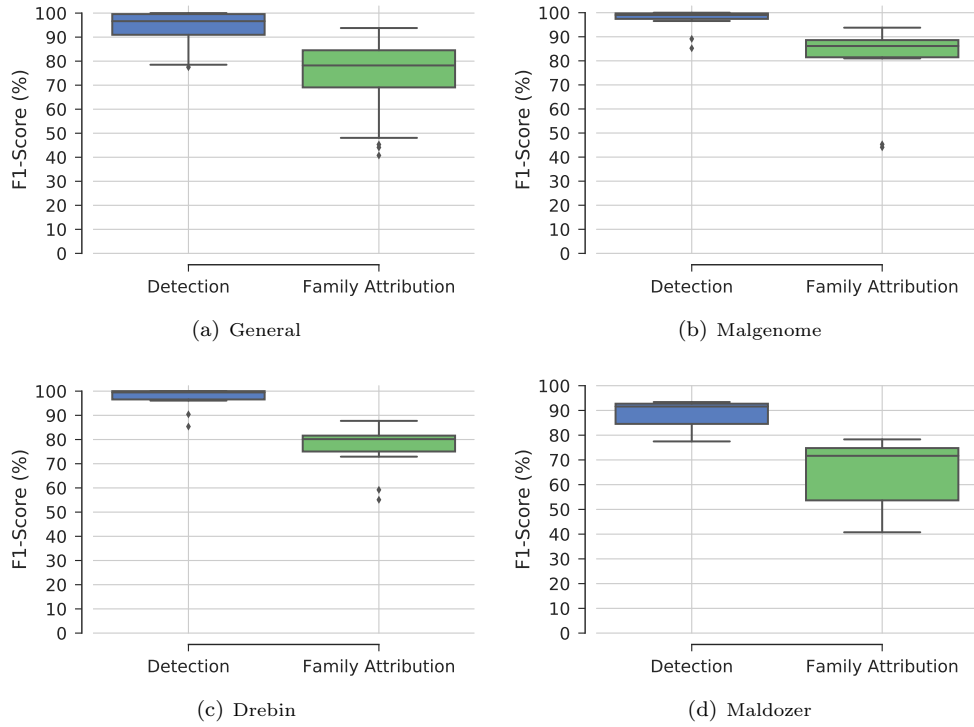 100
90
80
70
60
50
40
30
20
10
0
F1-Score (%)
Detection
Family Attribution
(a) General
100
90
80
70
60
50
40
30
20
10
0
F1-Score (%)
Detection
Family Attribution
(b) Malgenome
100
90
80
70
60
50
40
30
20
10
0
F1-Score (%)
Detection
Family Attribution
(c) Drebin
100
90
80
70
60
50
40
30
20
10
0
F1-Score (%)
Detection
Family Attribution
(d) Maldozer